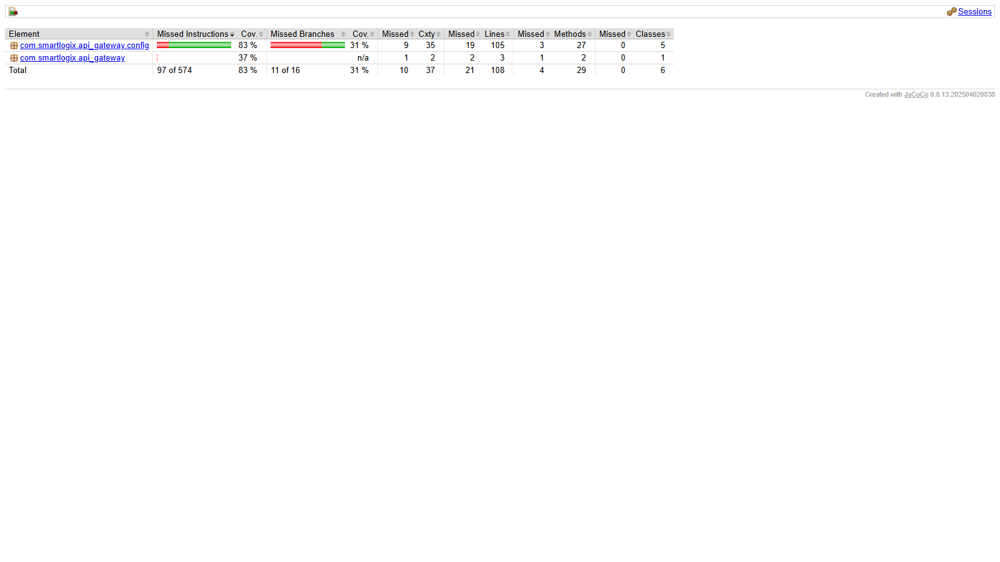 Sessions
Element Missed Instructions Cov. Missed Branches Cov. Missed Cxty Missed Lines Missed Methods Missed Classes
com.smartlogix.api_gateway.config 83 % 31 % 9 35 19 105 3 27 0 5
com.smartlogix.api_gateway 37 % n/a 1 2 2 3 1 2 0 1
Total 97 of 574 83 % 11 of 16 31 % 10 37 21 108 4 29 0 6
Created with JaCoCo 0.8.13.202504020838